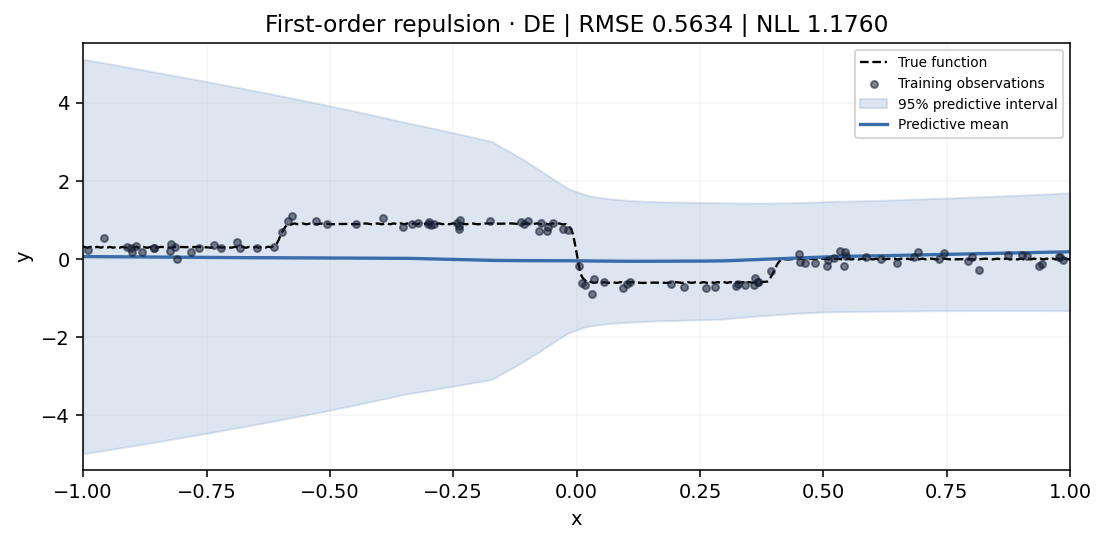 First-order repulsion · DE | RMSE 0.5634 | NLL 1.1760
True function
Training observations
95% predictive interval
Predictive mean
y
4
2
0
−2
−4
−1.00 −0.75 −0.50 −0.25 0.00 0.25 0.50 0.75 1.00
x